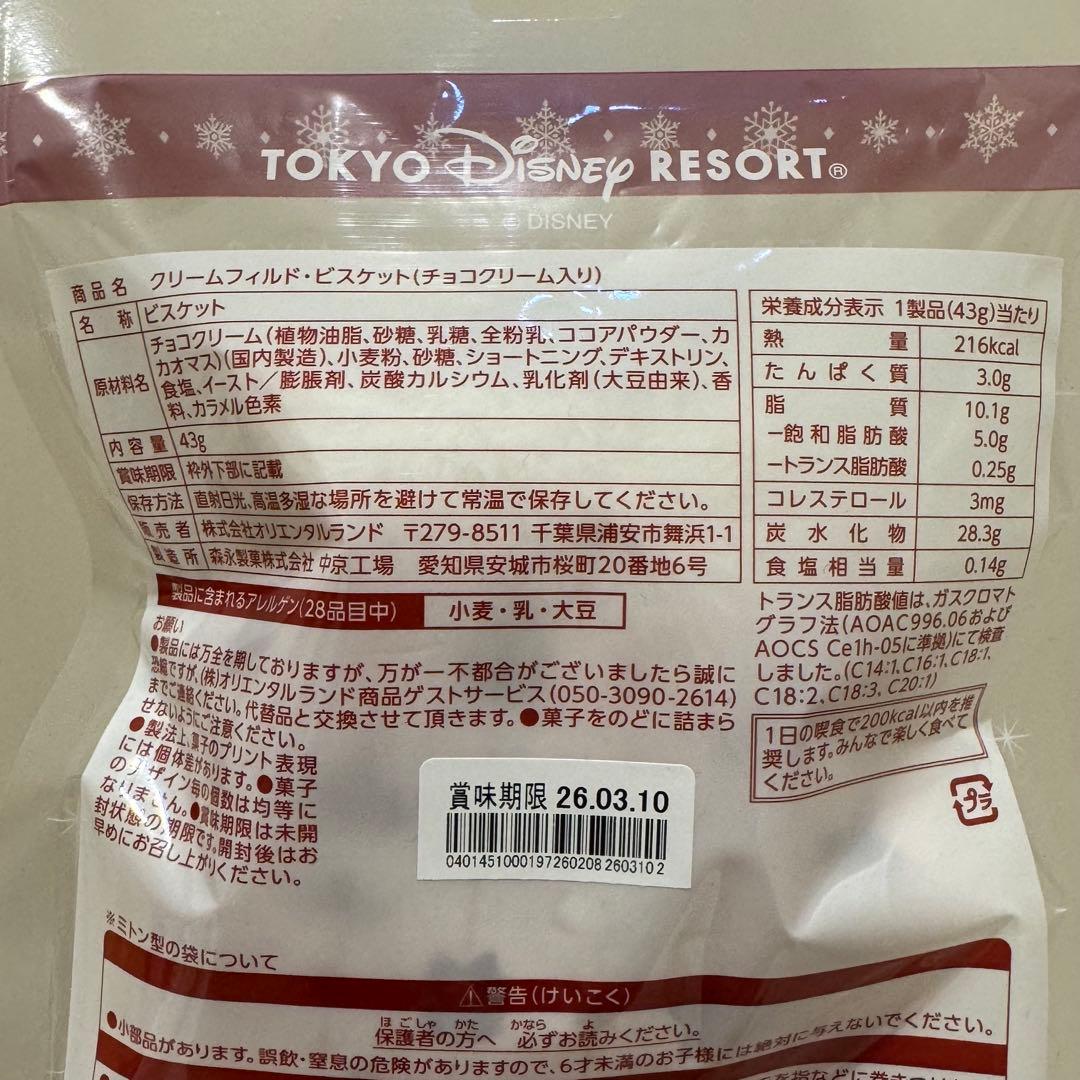 TOKYO Disney RESORT®
© DISNEY
商品名 クリームフィルド・ビスケット(チョコクリーム入り)
名称 ビスケット
原材料名 チョコクリーム(植物油脂、砂糖、乳糖、全粉乳、ココアパウダー、カ
カオマス)(国内製造)、小麦粉、砂糖、ショートニング、デキストリン、
食塩、イースト/膨脹剤、炭酸カルシウム、乳化剤(大豆由来)、香
料、カラメル色素
内容量 43g
賞味期限 枠外下部に記載
保存方法 直射日光、高温多湿な場所を避けて常温で保存してください。
販売者 株式会社オリエンタルランド 〒279-8511 千葉県浦安市舞浜1-1
製造所 森永製菓株式会社 中京工場 愛知県安城市桜町20番地6号
製品に含まれるアレルゲン(28品目中) 小麦・乳・大豆
お願い
●製品には万全を期しておりますが、万が一不都合がございましたら誠に
恐縮ですが、(株)オリエンタルランド商品ゲストサービス(050-3090-2614)
までご連絡ください。代替品と交換させて頂きます。●菓子をのどに詰まら
せないようにご注意ください。
●製法上、菓子のプリント表現
には個体差があります。●菓子
のデザイン毎の個数は均等に
なりません。●賞味期限は未開
封状態の期限です。開封後はお
早めにお召し上がりください。
栄養成分表示 1製品(43g)当たり
熱量 216kcal
たんぱく質 3.0g
脂質 10.1g
ー飽和脂肪酸 5.0g
ートランス脂肪酸 0.25g
コレステロール 3mg
炭水化物 28.3g
食塩相当量 0.14g
トランス脂肪酸値は、ガスクロマト
グラフ法(AOAC996.06および
AOCS Ce1h-05に準拠)にて検査
しました。(C14:1、C16:1、C18:1、
C18:2、C18:3、C20:1)
1日の喫食で200kcal以内を推
奨します。みんなで楽しく食べて
ください。
プラ
賞味期限 26.03.10
0401451000197260208 260310 2
※ミトン型の袋について
⚠警告(けいこく)
ほごしゃ かた かなら よ
保護者の方へ 必ずお読みください。
●小部品があります。誤飲・窒息の危険がありますので、6才未満のお子様には絶対に与えないでください。